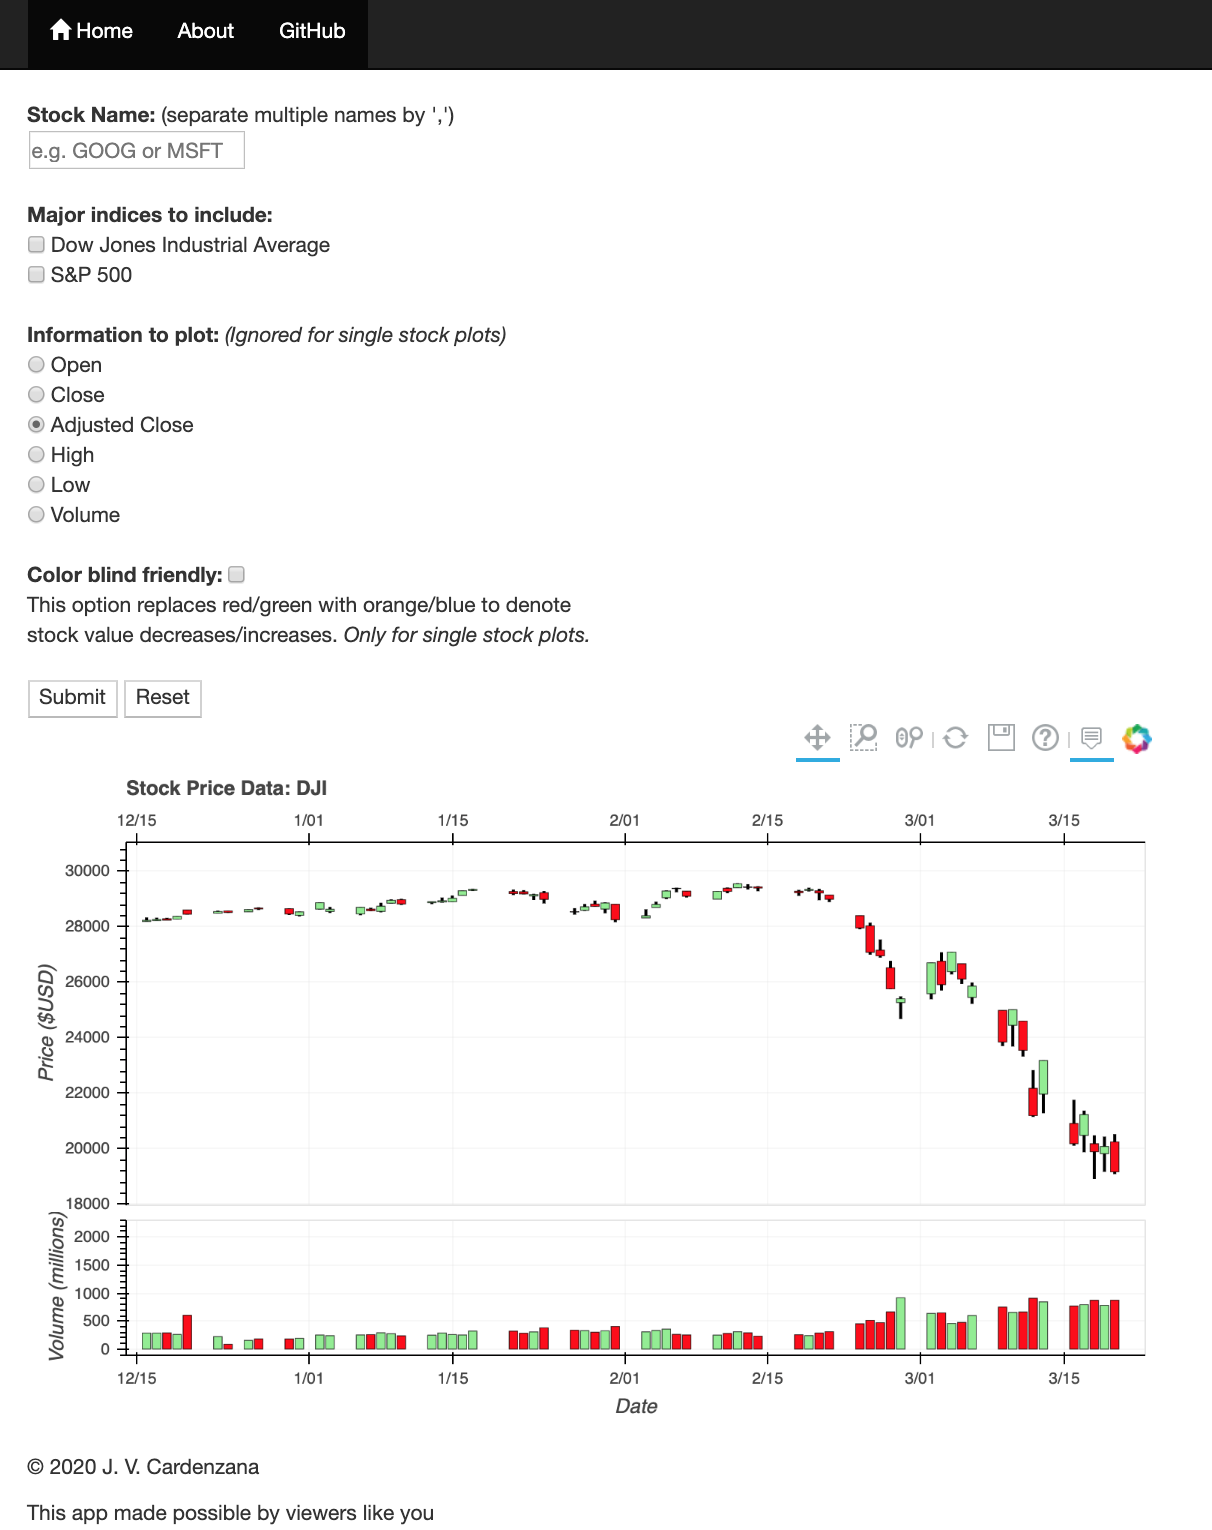 Home About GitHub
Stock Name: (separate multiple names by ',')
e.g. GOOG or MSFT
Major indices to include:
Dow Jones Industrial Average
S&P 500
Information to plot: (Ignored for single stock plots)
Open
Close
Adjusted Close
High
Low
Volume
Color blind friendly:
This option replaces red/green with orange/blue to denote
stock value decreases/increases. Only for single stock plots.
Submit Reset
Stock Price Data: DJI
12/15 1/01 1/15 2/01 2/15 3/01 3/15
30000
28000
26000
24000
22000
20000
18000
Price ($USD)
2000
1500
1000
500
0
Volume (millions)
12/15 1/01 1/15 2/01 2/15 3/01 3/15
Date
© 2020 J. V. Cardenzana
This app made possible by viewers like you